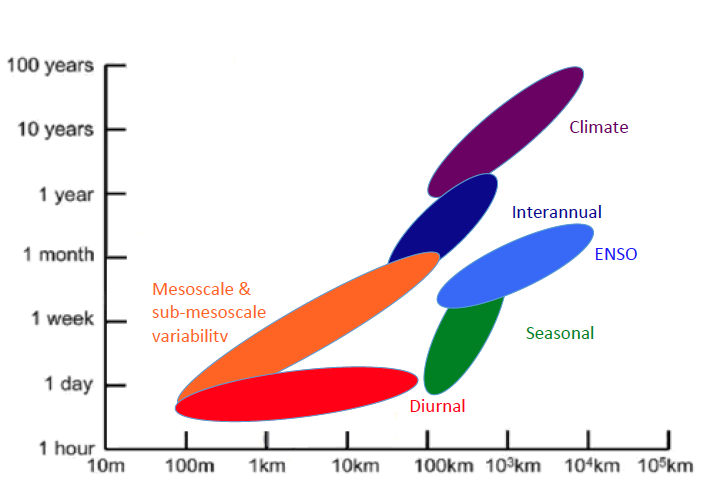 100 years
10 years
Climate
1 year
Interannual
1 month
ENSO
Mesoscale &
sub-mesoscale
variability
1 week
Seasonal
1 day
Diurnal
1 hour
10m
100m
1km
10km
100km
10³km
10⁴km
10⁵km